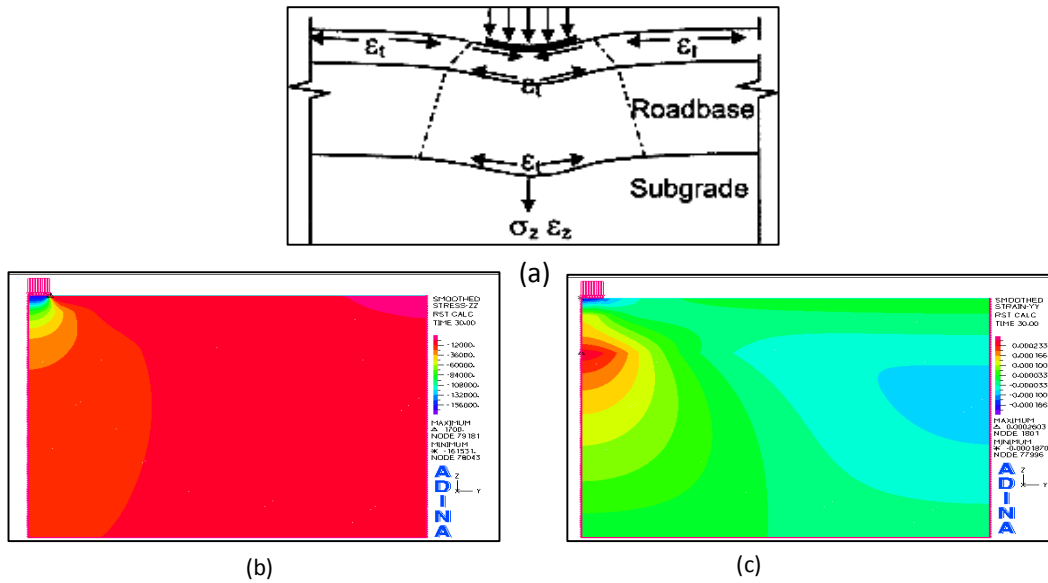 εt εt
εt
Roadbase
εt
Subgrade
σz εz
(a)
SMOOTHED
STRESS-ZZ
RST CALC
TIME 30.00
-12000.
-36000.
-60000.
-84000.
-108000.
-132000.
-156000.
MAXIMUM
Δ 1700.
NODE 79181
MINIMUM
* -161531.
NODE 78043
ADINA
Z
Y
(b)
SMOOTHED
STRAIN-YY
RST CALC
TIME 30.00
0.000233
0.000166
0.000100
0.000033
-0.000033
-0.000100
-0.000166
MAXIMUM
Δ 0.0002603
NODE 1801
MINIMUM
* -0.0001870
NODE 77996
ADINA
Z
Y
(c)